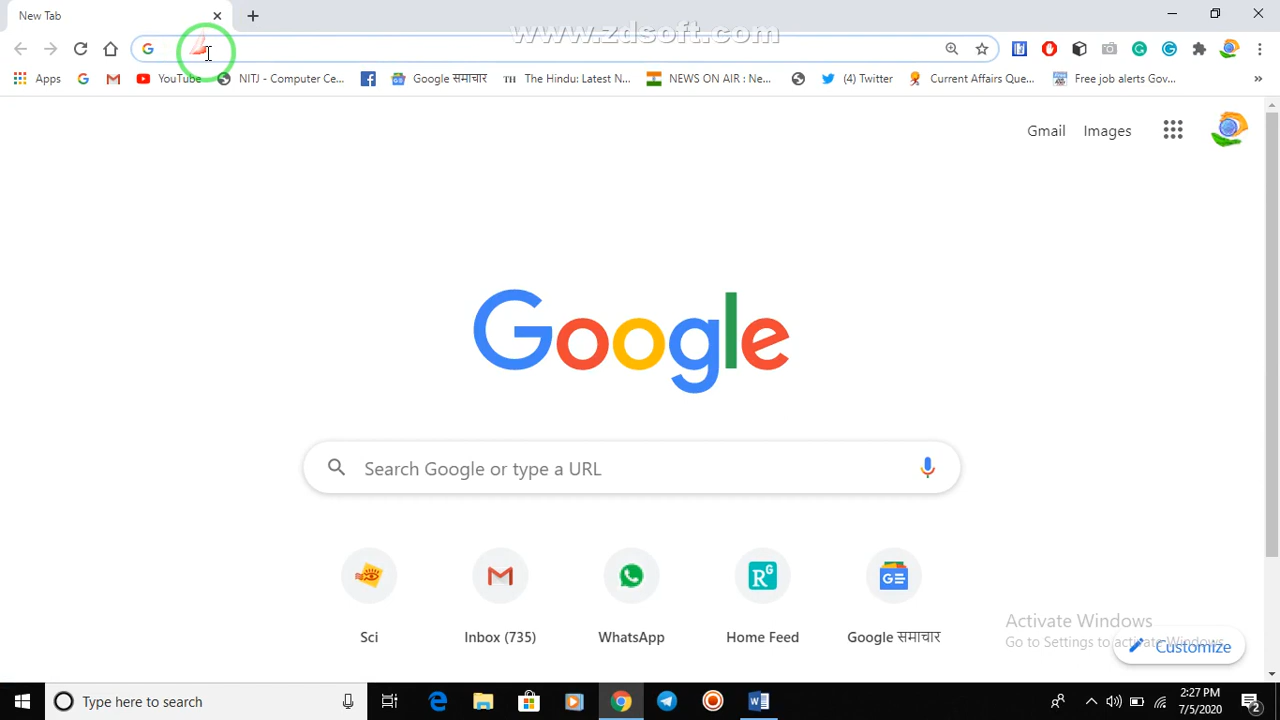 New Tab
www.zdsoft.com
Apps
YouTube
NITJ - Computer Ce...
Google समाचार
TH
The Hindu: Latest N...
NEWS ON AIR : Ne...
(4) Twitter
Current Affairs Que...
Free job alerts Gov...
»
Gmail
Images
Google
Search Google or type a URL
Sci
Inbox (735)
WhatsApp
Home Feed
Google समाचार
Activate Windows
Go to Settings to activate Windows.
Customize
Type here to search
2:27 PM
7/5/2020
2